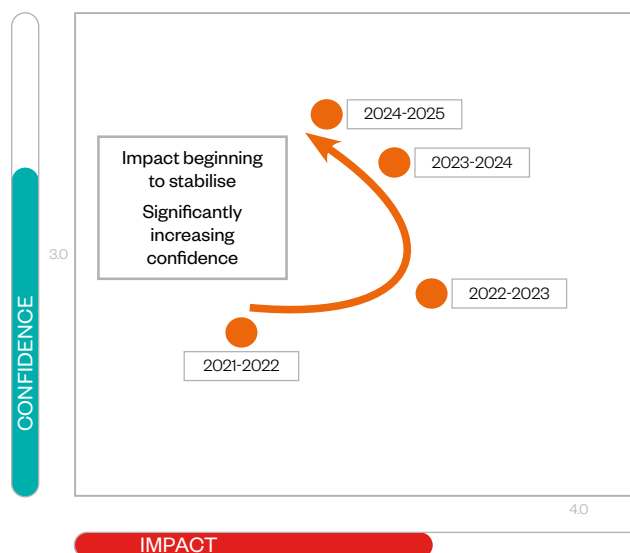 2024-2025
2023-2024
Impact beginning
to stabilise
Significantly
increasing
confidence
3.0
2022-2023
2021-2022
CONFIDENCE
4.0
IMPACT